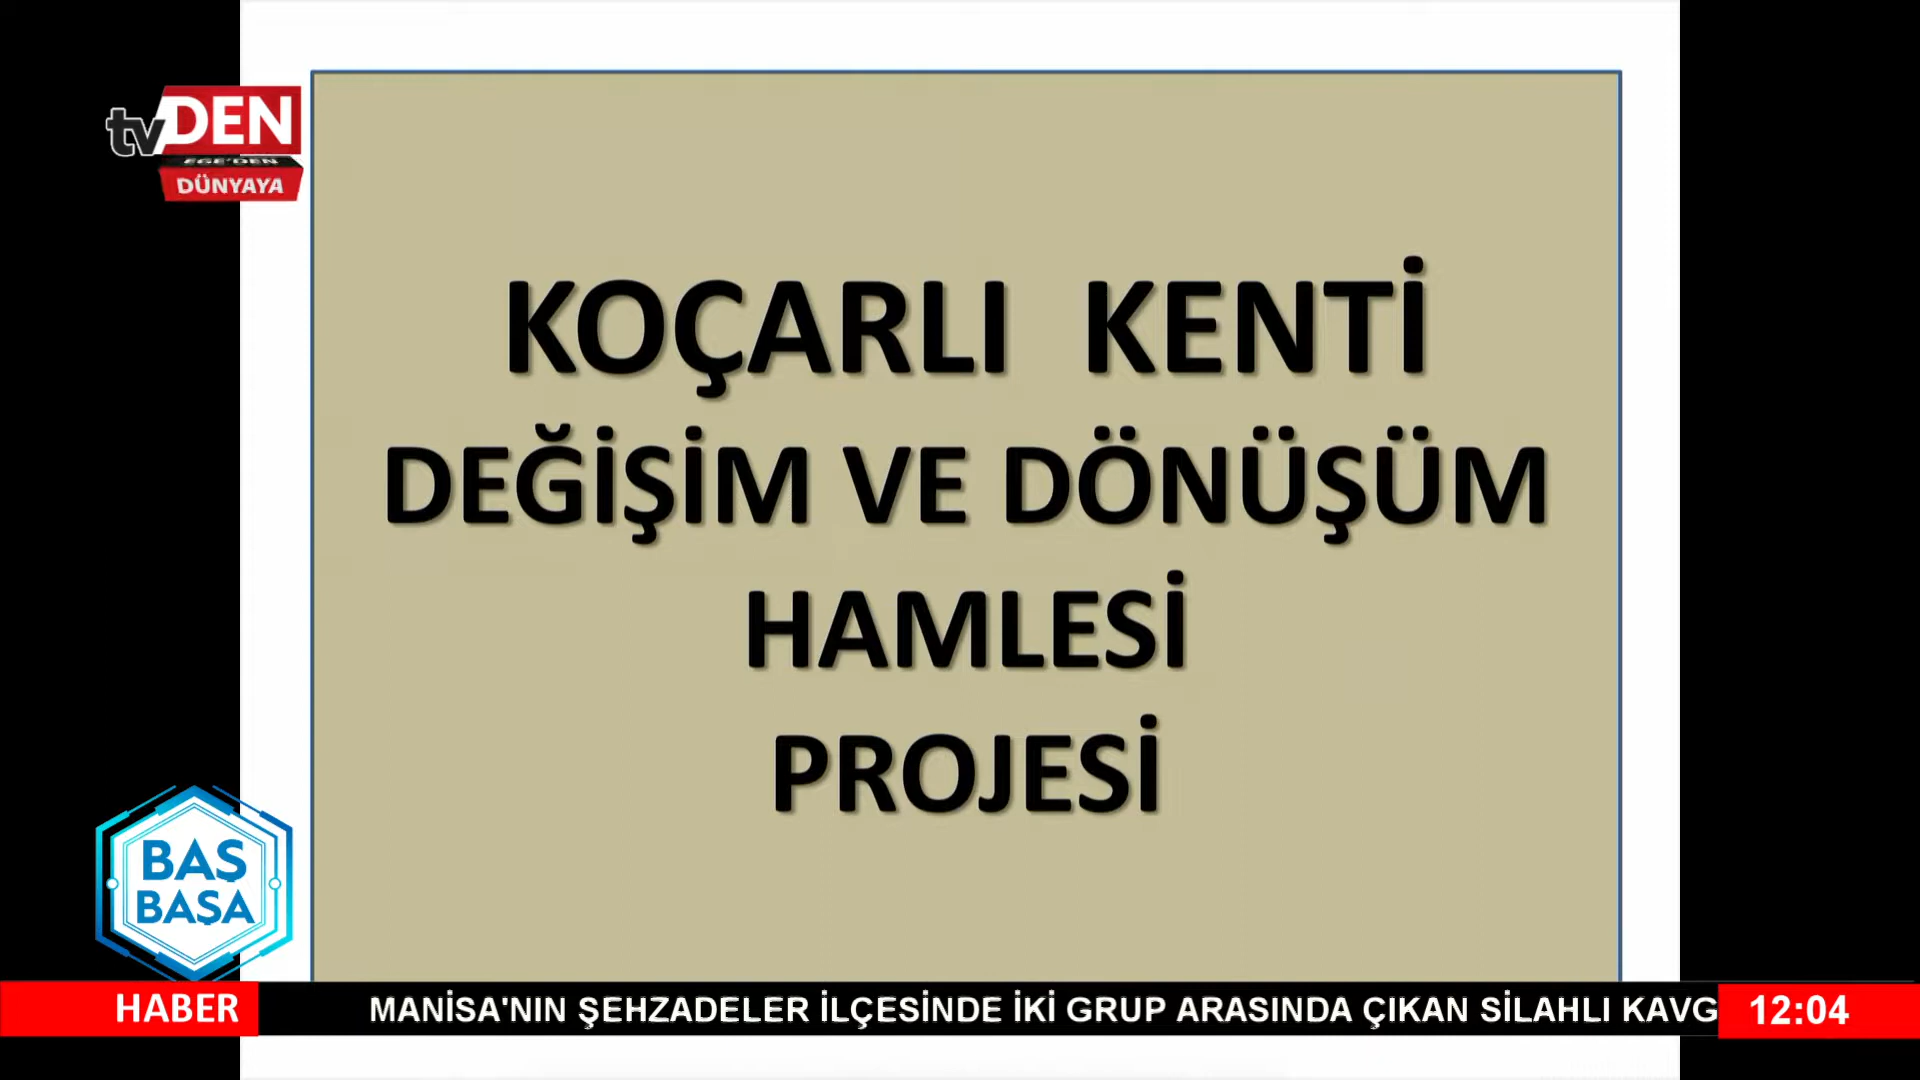 tvDEN
EGE'DEN
DÜNYAYA
KOÇARLI KENTİ
DEĞİŞİM VE DÖNÜŞÜM
HAMLESİ
PROJESİ
BAŞ
BAŞA
HABER
MANİSA'NIN ŞEHZADELER İLÇESİNDE İKİ GRUP ARASINDA ÇIKAN SİLAHLI KAVG
12:04